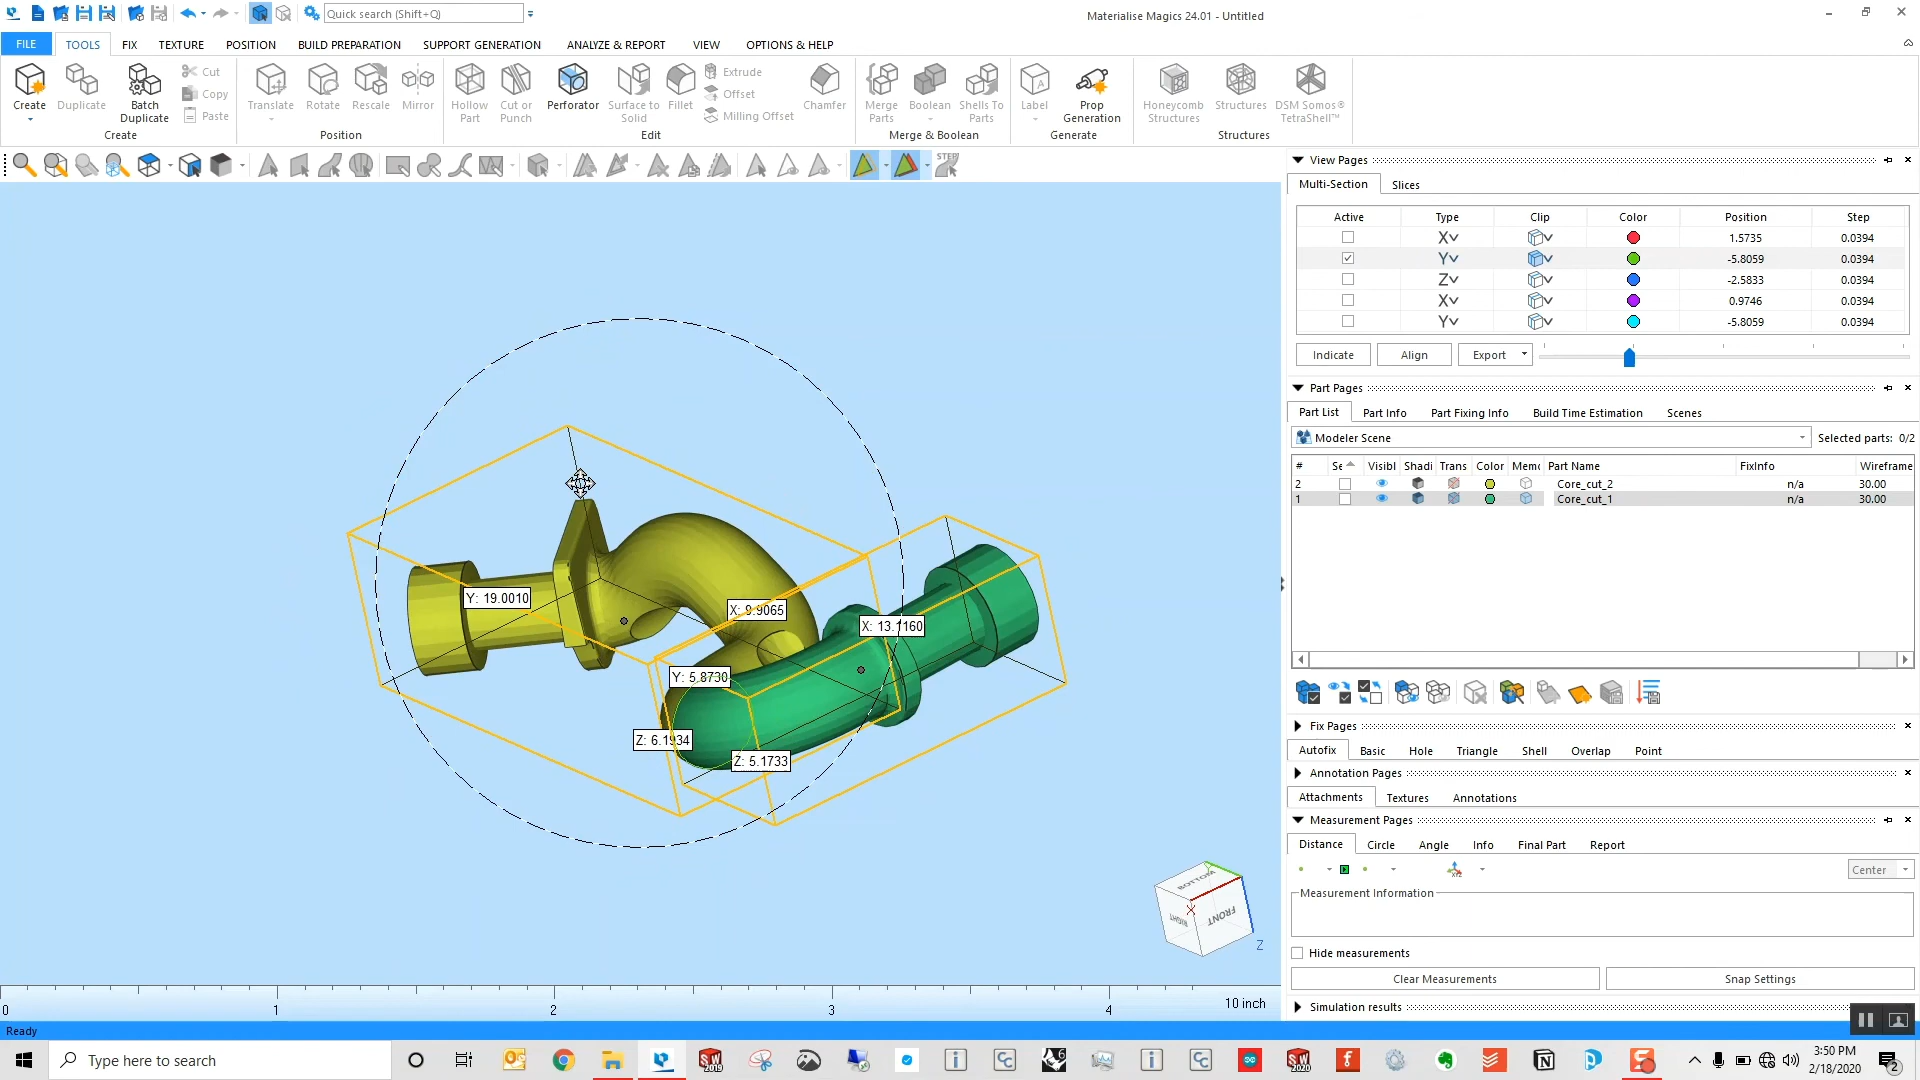 Quick search (Shift+Q)
Materialise Magics 24.01 - Untitled
FILE TOOLS FIX TEXTURE POSITION BUILD PREPARATION SUPPORT GENERATION ANALYZE & REPORT VIEW OPTIONS & HELP
Create Duplicate Batch Duplicate Cut Copy Paste
Create
Translate Rotate Rescale Mirror
Position
Hollow Part Cut or Punch Perforator Surface to Solid Fillet Extrude Offset Milling Offset Chamfer
Edit
Merge Parts Boolean Shells To Parts
Merge & Boolean
Label Prop Generation
Generate
Honeycomb Structures Structures DSM Somos® TetraShell™
Structures
STEP
Y: 19.0010
X: 9.9065
X: 13.1160
Y: 5.8730
Z: 6.1934
Z: 5.1733
BOTTOM
RIGHT
FRONT
X
Z
0 1 2 3 4 10 inch
View Pages
Multi-Section Slices
Active Type Clip Color Position Step
X 1.5735 0.0394
Y -5.8059 0.0394
Z -2.5833 0.0394
X 0.9746 0.0394
Y -5.8059 0.0394
Indicate Align Export
Part Pages
Part List Part Info Part Fixing Info Build Time Estimation Scenes
Modeler Scene Selected parts: 0/2
# Se Visibl Shadi Trans Color Memo Part Name FixInfo Wireframe
2 Core_cut_2 n/a 30.00
1 Core_cut_1 n/a 30.00
Fix Pages
Autofix Basic Hole Triangle Shell Overlap Point
Annotation Pages
Attachments Textures Annotations
Measurement Pages
Distance Circle Angle Info Final Part Report
XYZ
Center
Measurement Information
Hide measurements
Clear Measurements Snap Settings
Simulation results
Ready
Type here to search
3:50 PM
2/18/2020
2